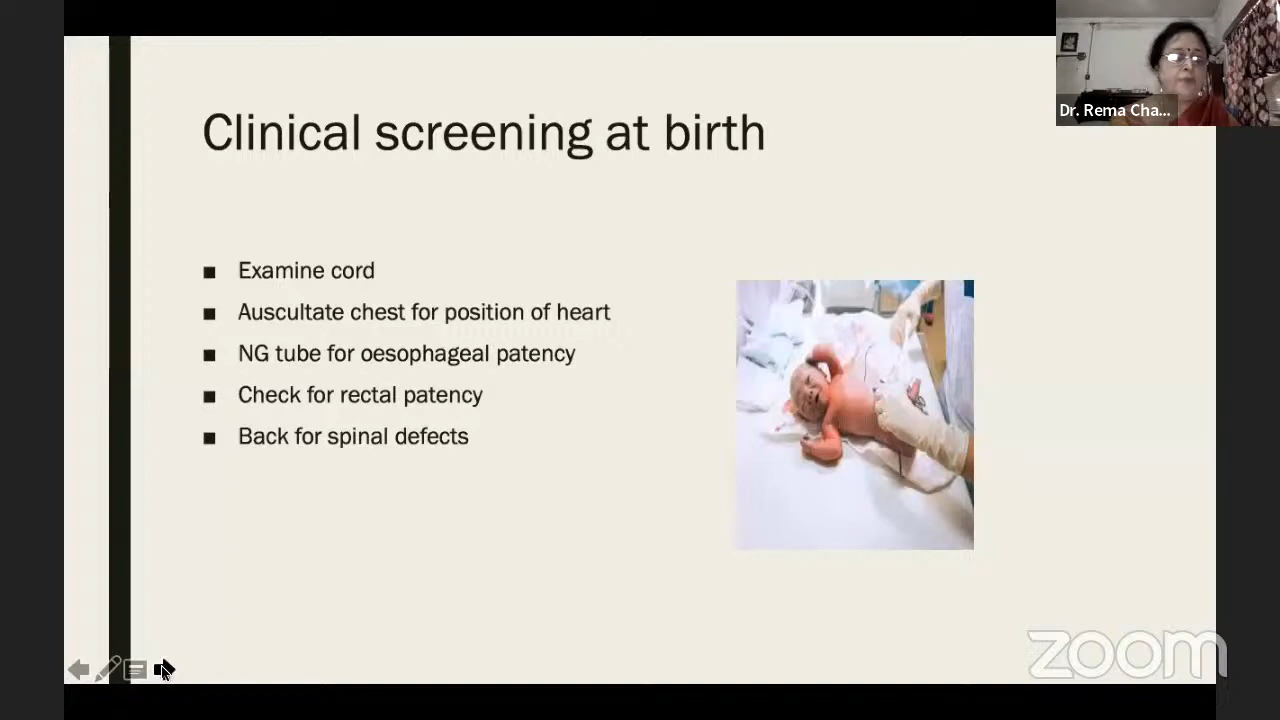 Dr. Rema Cha...
Clinical screening at birth
■ Examine cord
■ Auscultate chest for position of heart
■ NG tube for oesophageal patency
■ Check for rectal patency
■ Back for spinal defects
zoom